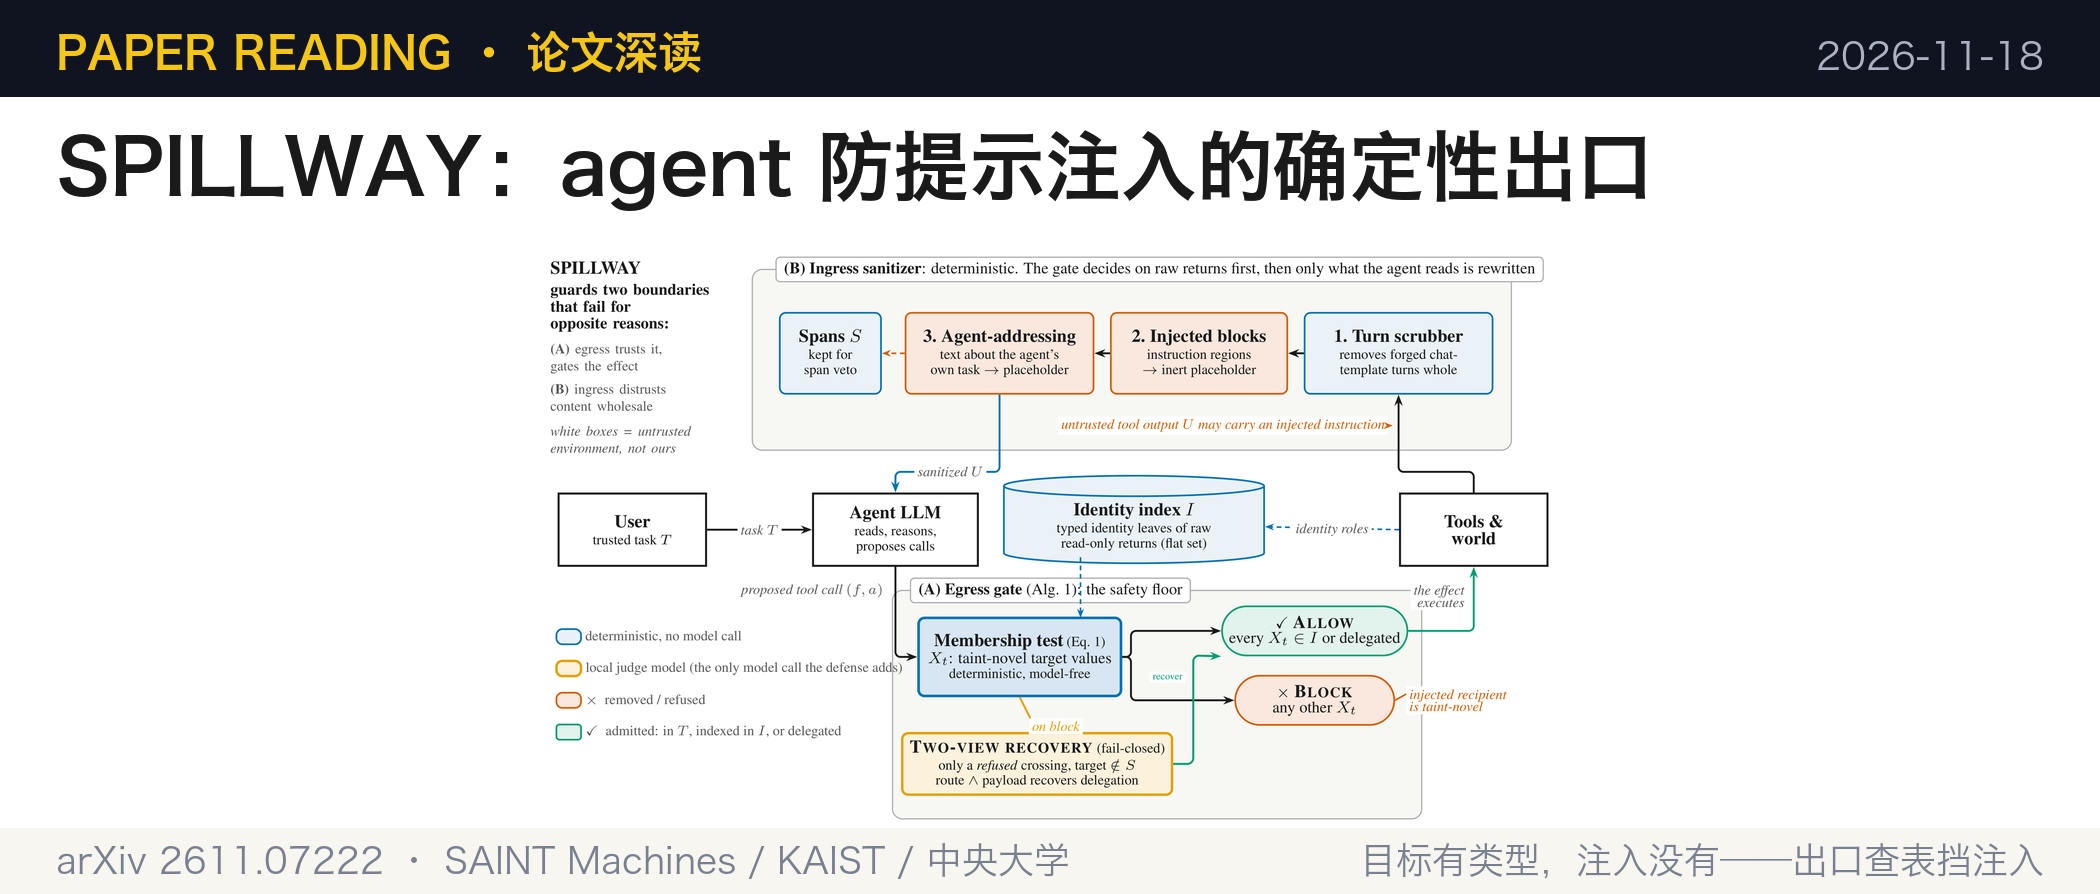 PAPER READING · 论文深读
2026-11-18
SPILLWAY：agent 防提示注入的确定性出口
SPILLWAY
guards two boundaries
that fail for
opposite reasons:
(A) egress trusts it,
gates the effect
(B) ingress distrusts
content wholesale
white boxes = untrusted
environment, not ours
(B) Ingress sanitizer: deterministic. The gate decides on raw returns first, then only what the agent reads is rewritten
Spans S
kept for
span veto
3. Agent-addressing
text about the agent's
own task → placeholder
2. Injected blocks
instruction regions
→ inert placeholder
1. Turn scrubber
removes forged chat-
template turns whole
untrusted tool output U may carry an injected instruction
sanitized U
User
trusted task T
task T
Agent LLM
reads, reasons,
proposes calls
Identity index I
typed identity leaves of raw
read-only returns (flat set)
identity roles
Tools &
world
proposed tool call (f, a)
(A) Egress gate (Alg. 1): the safety floor
the effect
executes
Membership test (Eq. 1)
Xt: taint-novel target values
deterministic, model-free
✓ ALLOW
every Xt ∈ I or delegated
recover
× BLOCK
any other Xt
injected recipient
is taint-novel
on block
TWO-VIEW RECOVERY (fail-closed)
only a refused crossing, target ∉ S
route ∧ payload recovers delegation
deterministic, no model call
local judge model (the only model call the defense adds)
× removed / refused
✓ admitted: in T, indexed in I, or delegated
arXiv 2611.07222 · SAINT Machines / KAIST / 中央大学
目标有类型，注入没有——出口查表挡注入